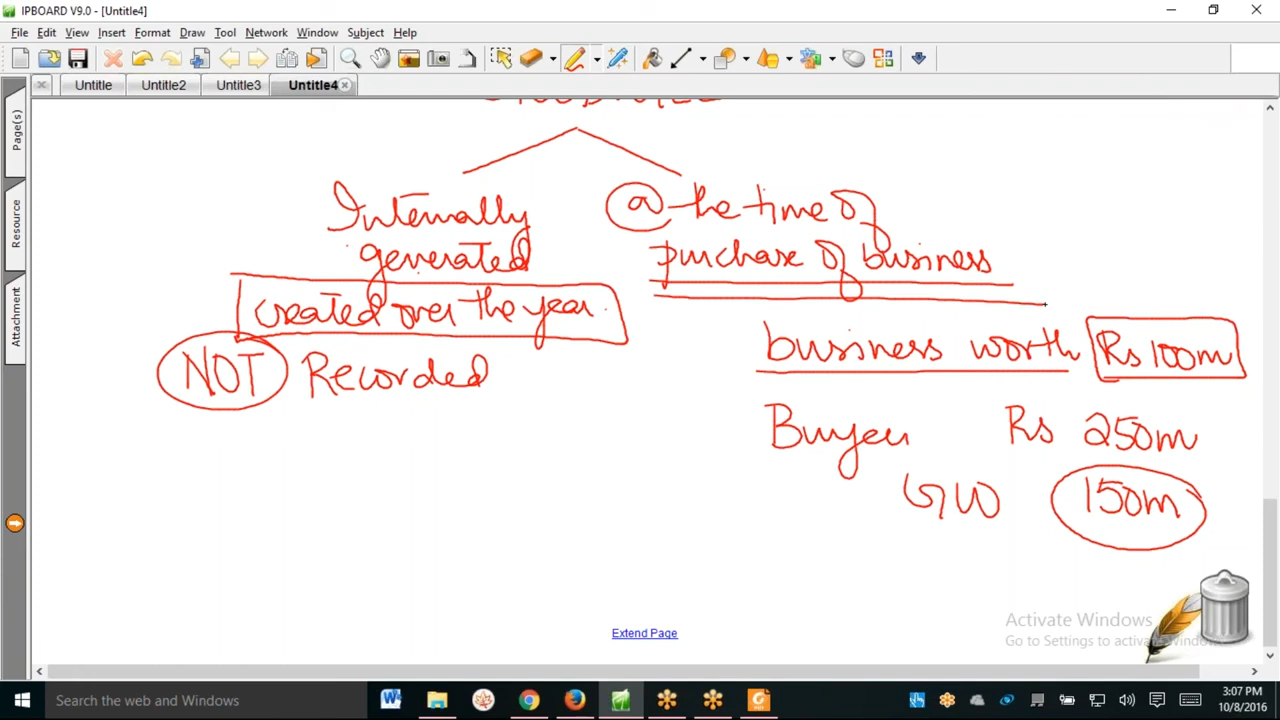 IPBOARD V9.0 - [Untitle4]
File Edit View Insert Format Draw Tool Network Window Subject Help
Untitle Untitle2 Untitle3 Untitle4
Page(s)
Resource
Attachment
Internally
generated
created over the year.
NOT Recorded
@ the time of
purchase of business
business worth Rs 100m
Buyer Rs 250m
GW 150m
Extend Page
Activate Windows
Go to Settings to activate Windows
Search the web and Windows
3:07 PM
10/8/2016